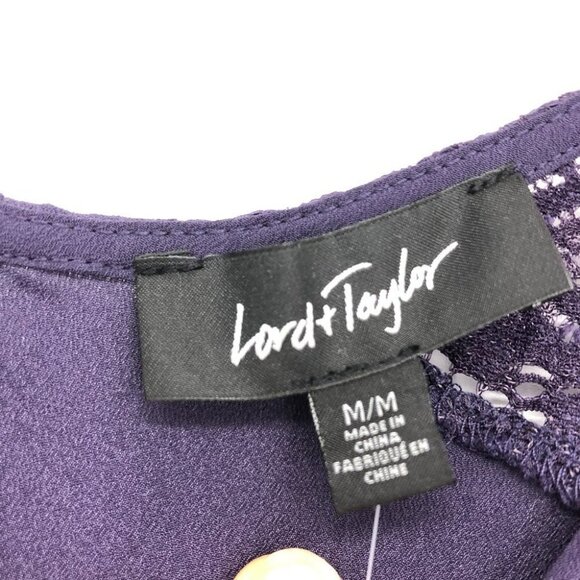 Lord+Taylor
M/M
MADE IN
CHINA
FABRIQUÉ EN
CHINE